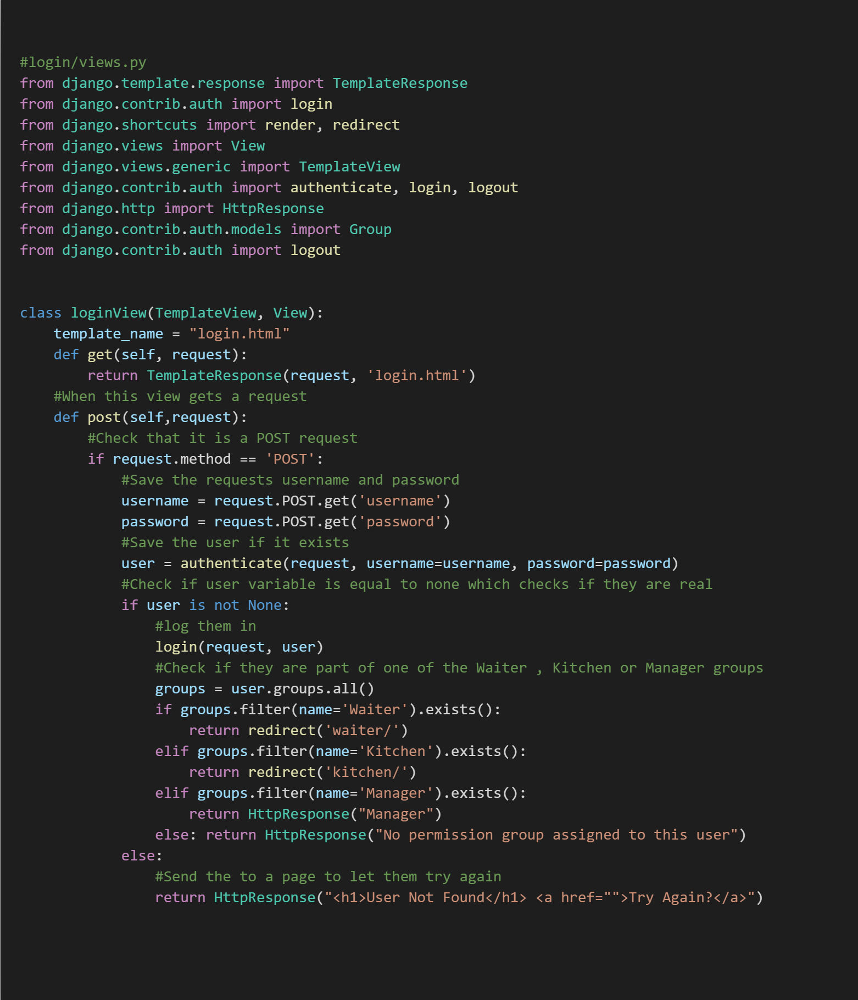 #login/views.py
from django.template.response import TemplateResponse
from django.contrib.auth import login
from django.shortcuts import render, redirect
from django.views import View
from django.views.generic import TemplateView
from django.contrib.auth import authenticate, login, logout
from django.http import HttpResponse
from django.contrib.auth.models import Group
from django.contrib.auth import logout
class loginView(TemplateView, View):
    template_name = "login.html"
    def get(self, request):
        return TemplateResponse(request, 'login.html')
    #When this view gets a request
    def post(self,request):
        #Check that it is a POST request
        if request.method == 'POST':
            #Save the requests username and password
            username = request.POST.get('username')
            password = request.POST.get('password')
            #Save the user if it exists
            user = authenticate(request, username=username, password=password)
            #Check if user variable is equal to none which checks if they are real
            if user is not None:
                #log them in
                login(request, user)
                #Check if they are part of one of the Waiter , Kitchen or Manager groups
                groups = user.groups.all()
                if groups.filter(name='Waiter').exists():
                    return redirect('waiter/')
                elif groups.filter(name='Kitchen').exists():
                    return redirect('kitchen/')
                elif groups.filter(name='Manager').exists():
                    return HttpResponse("Manager")
                else: return HttpResponse("No permission group assigned to this user")
            else:
                #Send the to a page to let them try again
                return HttpResponse("<h1>User Not Found</h1> <a href="">Try Again?</a>")